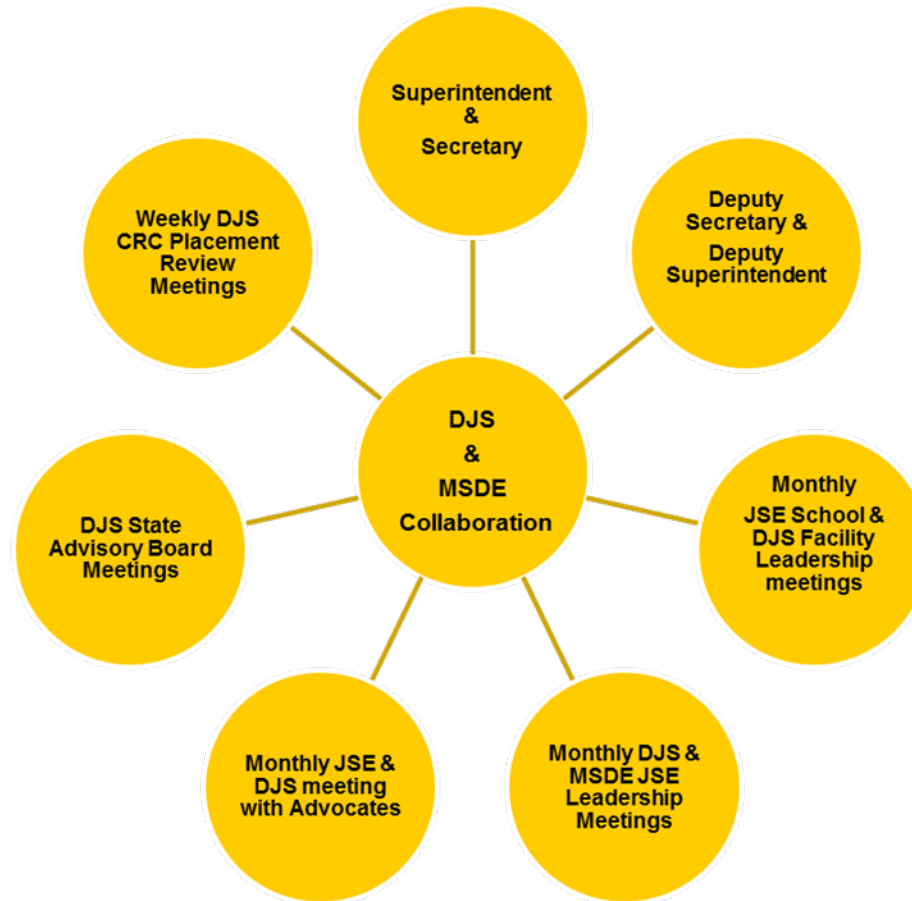 Superintendent
&
Secretary
Deputy
Secretary &
Deputy
Superintendent
Monthly
JSE School &
DJS Facility
Leadership
meetings
Monthly DJS &
MSDE JSE
Leadership
Meetings
Monthly JSE &
DJS meeting
with Advocates
DJS State
Advisory Board
Meetings
Weekly DJS
CRC Placement
Review
Meetings
DJS
&
MSDE
Collaboration